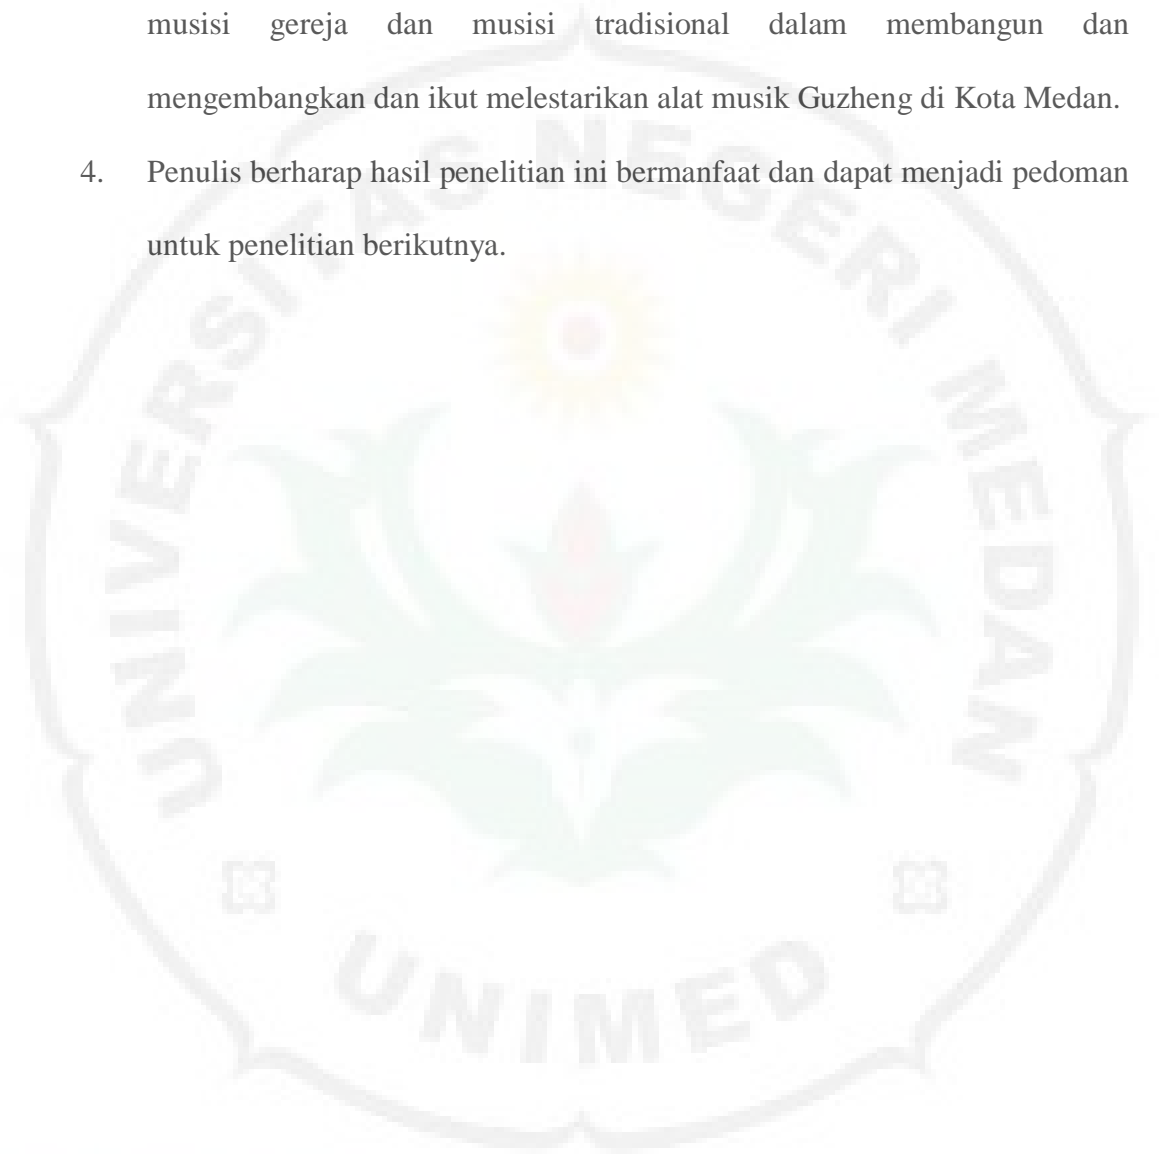 musisi gereja dan musisi tradisional dalam membangun dan
mengembangkan dan ikut melestarikan alat musik Guzheng di Kota Medan.
4. Penulis berharap hasil penelitian ini bermanfaat dan dapat menjadi pedoman
untuk penelitian berikutnya.
UNIVERSITAS NEGERI MEDAN
UNIMED